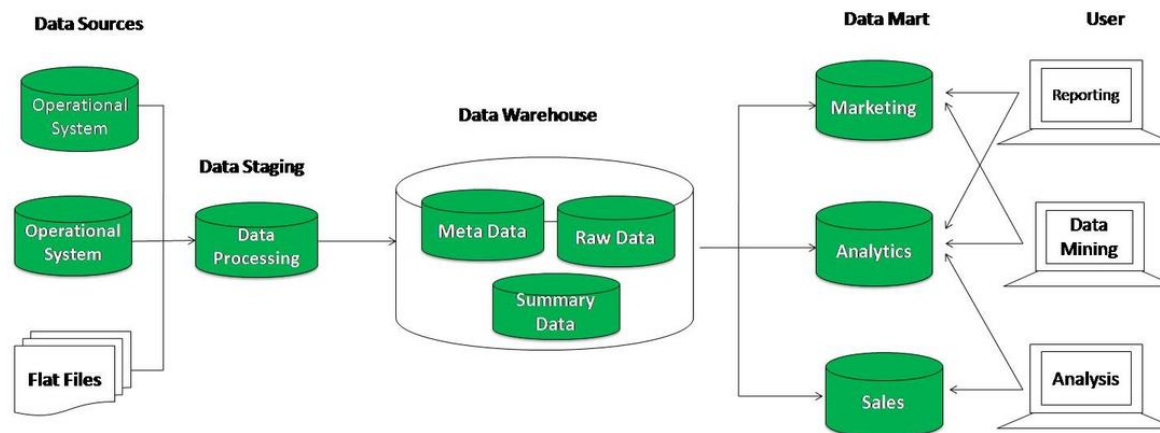 Data Sources
Operational
System
Operational
System
Flat Files
Data Staging
Data
Processing
Data Warehouse
Meta Data
Raw Data
Summary
Data
Data Mart
Marketing
Analytics
Sales
User
Reporting
Data
Mining
Analysis